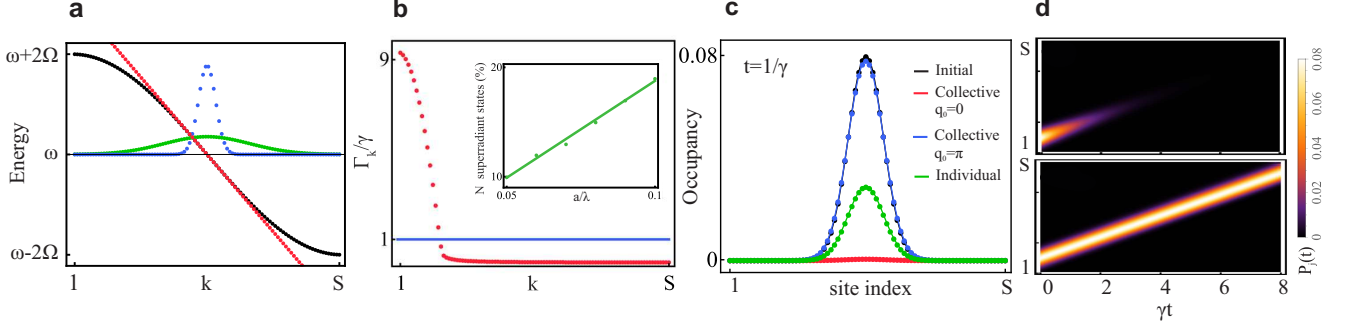 a
ω+2Ω
ω
ω-2Ω
Energy
1
k
S
b
9
1
Γk/γ
1
k
S
N superradiant states (%)
20
10
0.05
a/λ
0.1
c
0.08
0
Occupancy
t=1/γ
Initial
Collective
q₀=0
Collective
q₀=π
Individual
1
site index
S
d
S
1
S
1
0
2
4
6
8
γt
0.08
0.06
0.04
0.02
0
Pj(t)